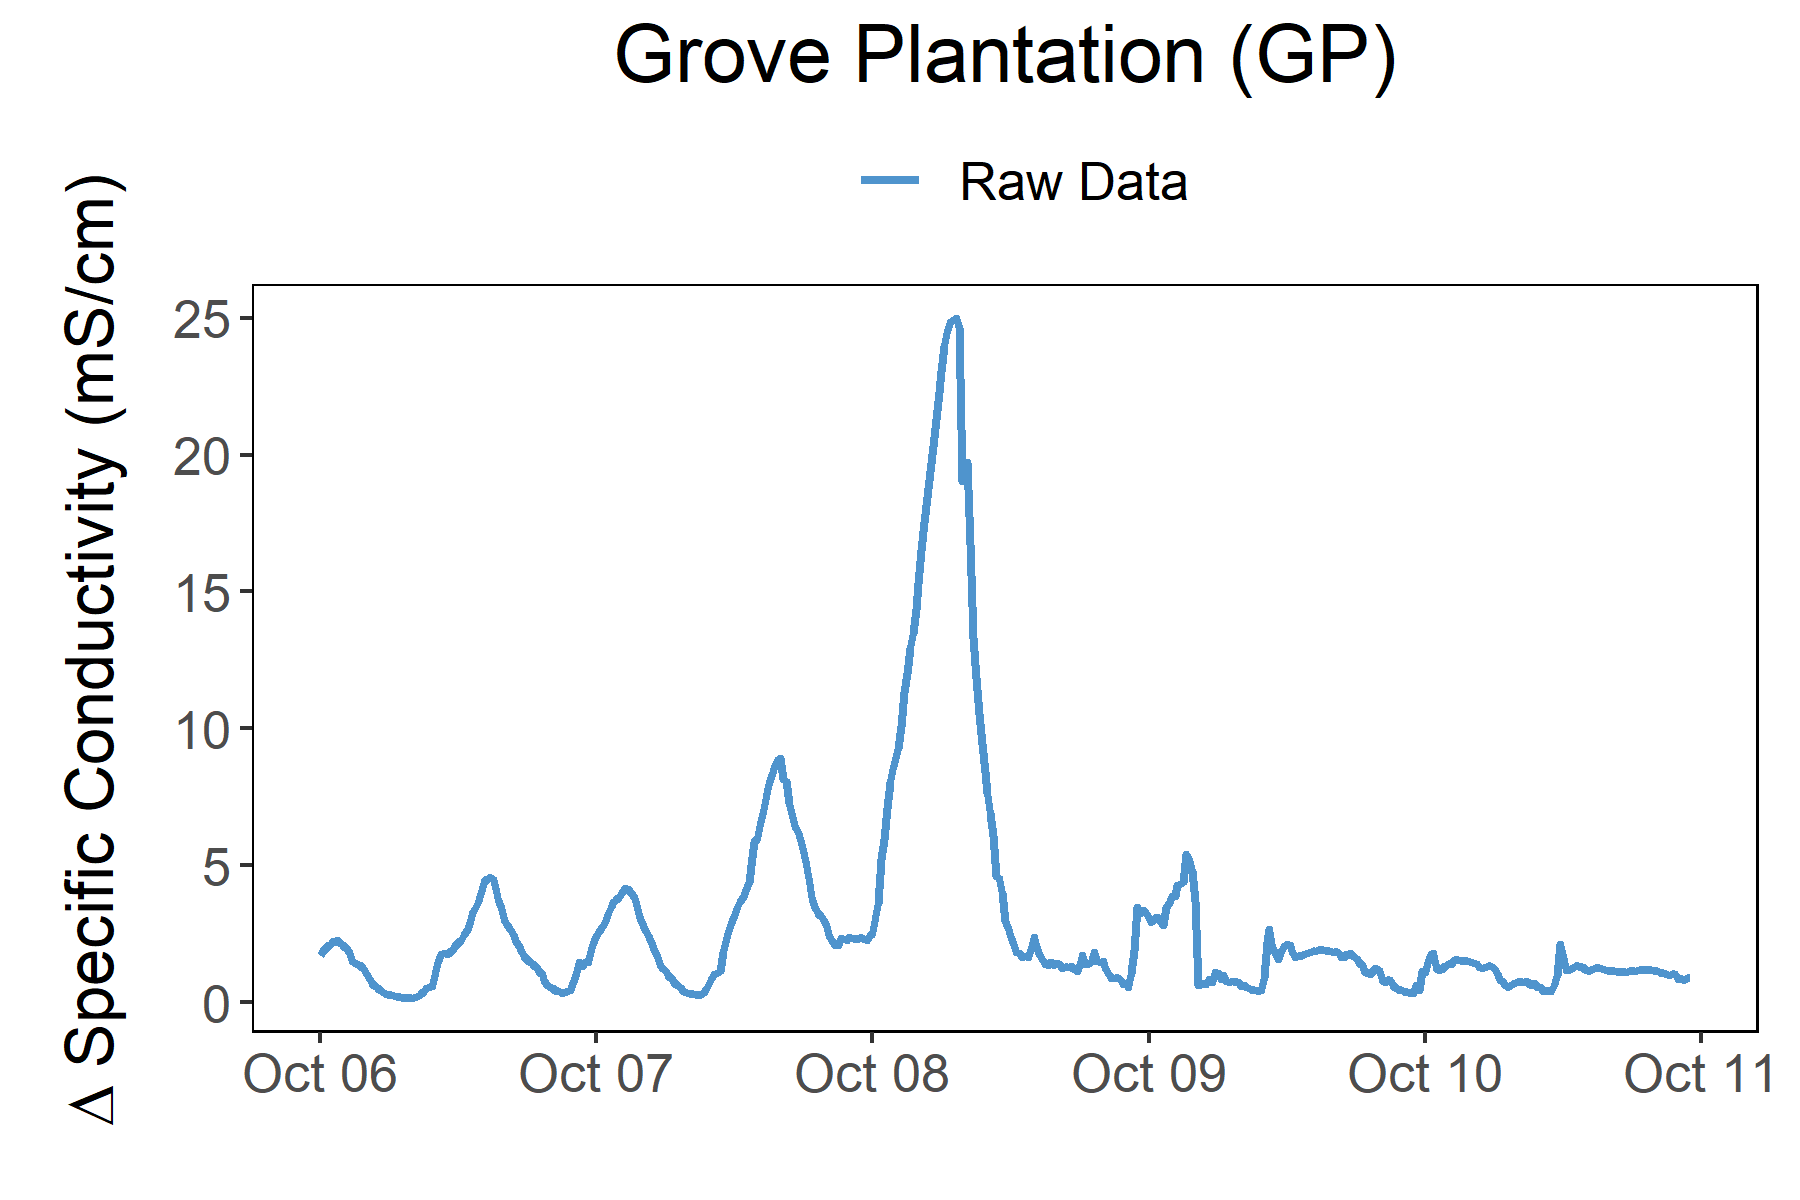 Grove Plantation (GP)
Raw Data
Δ Specific Conductivity (mS/cm)
25
20
15
10
5
0
Oct 06
Oct 07
Oct 08
Oct 09
Oct 10
Oct 11